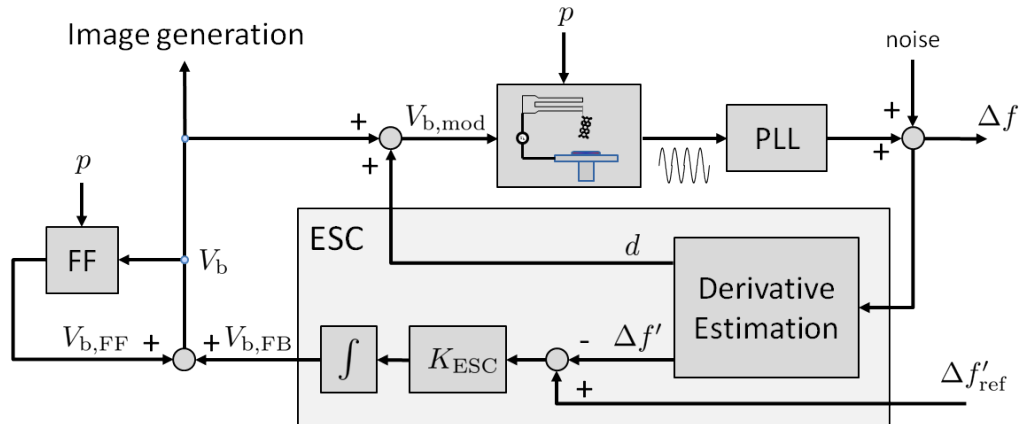 Image generation
p
noise
+
V_b,mod
+
Δf
+
+
PLL
p
ESC
FF
V_b
d
Derivative
Estimation
V_b,FF
+
+
V_b,FB
∫
K_ESC
-
Δf′
+
Δf′_ref